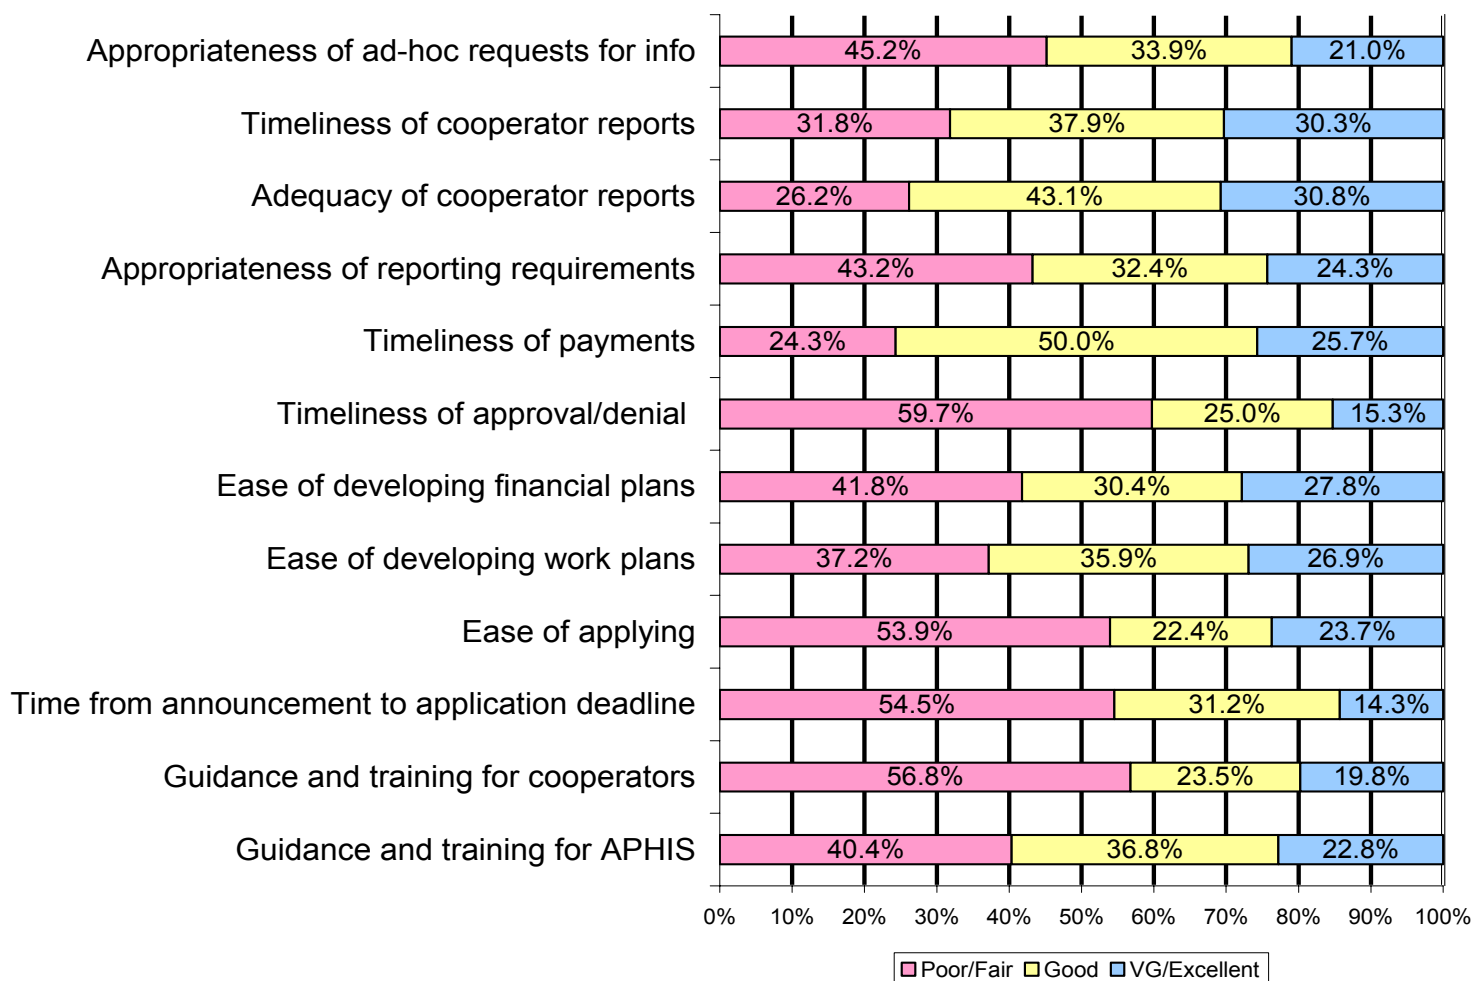 Appropriateness of ad-hoc requests for info 45.2% 33.9% 21.0%
Timeliness of cooperator reports 31.8% 37.9% 30.3%
Adequacy of cooperator reports 26.2% 43.1% 30.8%
Appropriateness of reporting requirements 43.2% 32.4% 24.3%
Timeliness of payments 24.3% 50.0% 25.7%
Timeliness of approval/denial 59.7% 25.0% 15.3%
Ease of developing financial plans 41.8% 30.4% 27.8%
Ease of developing work plans 37.2% 35.9% 26.9%
Ease of applying 53.9% 22.4% 23.7%
Time from announcement to application deadline 54.5% 31.2% 14.3%
Guidance and training for cooperators 56.8% 23.5% 19.8%
Guidance and training for APHIS 40.4% 36.8% 22.8%
0% 10% 20% 30% 40% 50% 60% 70% 80% 90% 100%
Poor/Fair Good VG/Excellent